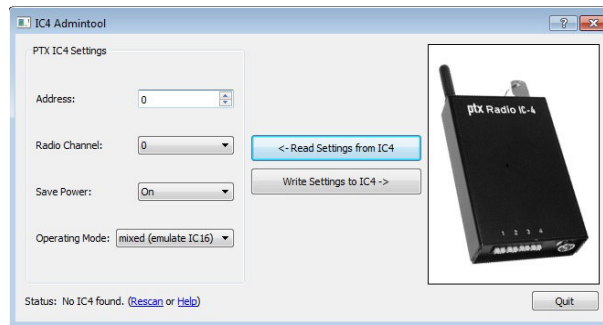 IC4 Admintool
PTX IC4 Settings
Address: 0
Radio Channel: 0
Save Power: On
Operating Mode: mixed (emulate IC16)
<- Read Settings from IC4
Write Settings to IC4 ->
ptx Radio IC-4
1 2 3 4
Status: No IC4 found. (Rescan or Help)
Quit